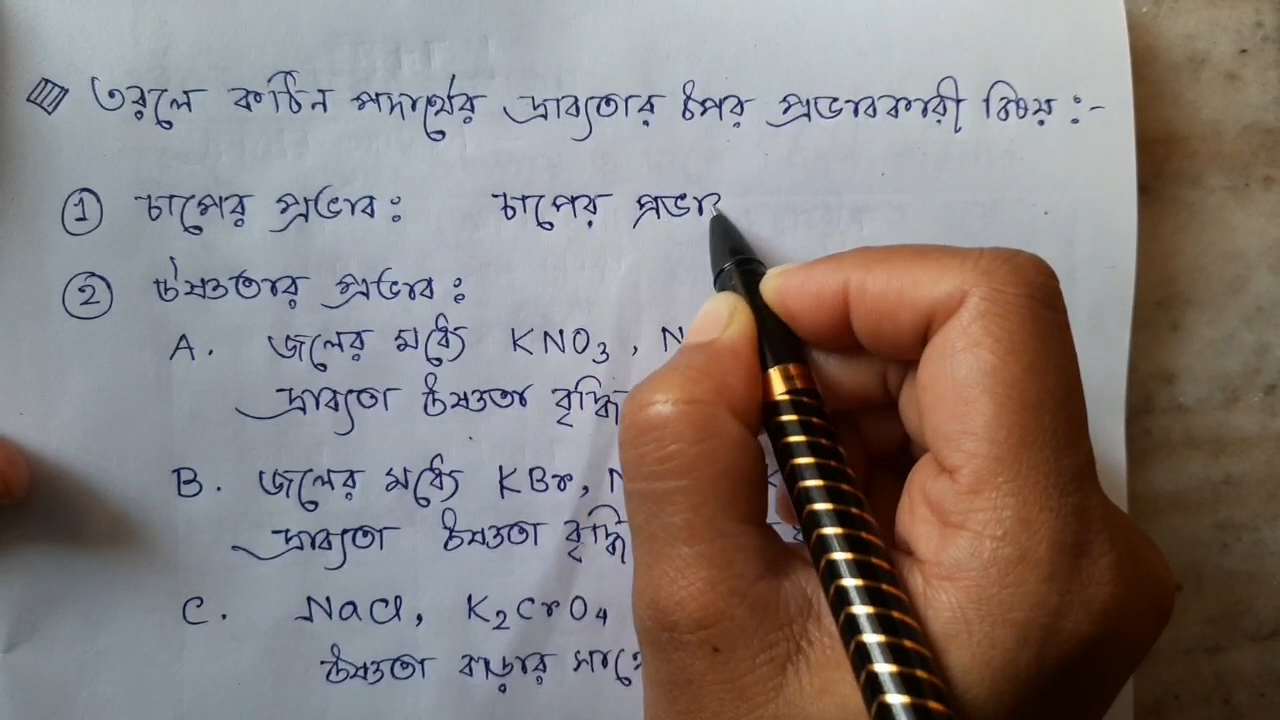 তরলে কঠিন পদার্থের দ্রাব্যতার উপর প্রভাবকারী বিষয় :-
① চাপের প্রভাব : চাপের প্রভা
② উষ্ণতার প্রভাব :
A. জলের মধ্যে KNO₃, N
দ্রাব্যতা উষ্ণতা বৃদ্ধি
B. জলের মধ্যে KBr, N K
দ্রাব্যতা উষ্ণতা বৃদ্ধি
C. NaCl, K₂CrO₄
উষ্ণতা বাড়ার সাথে